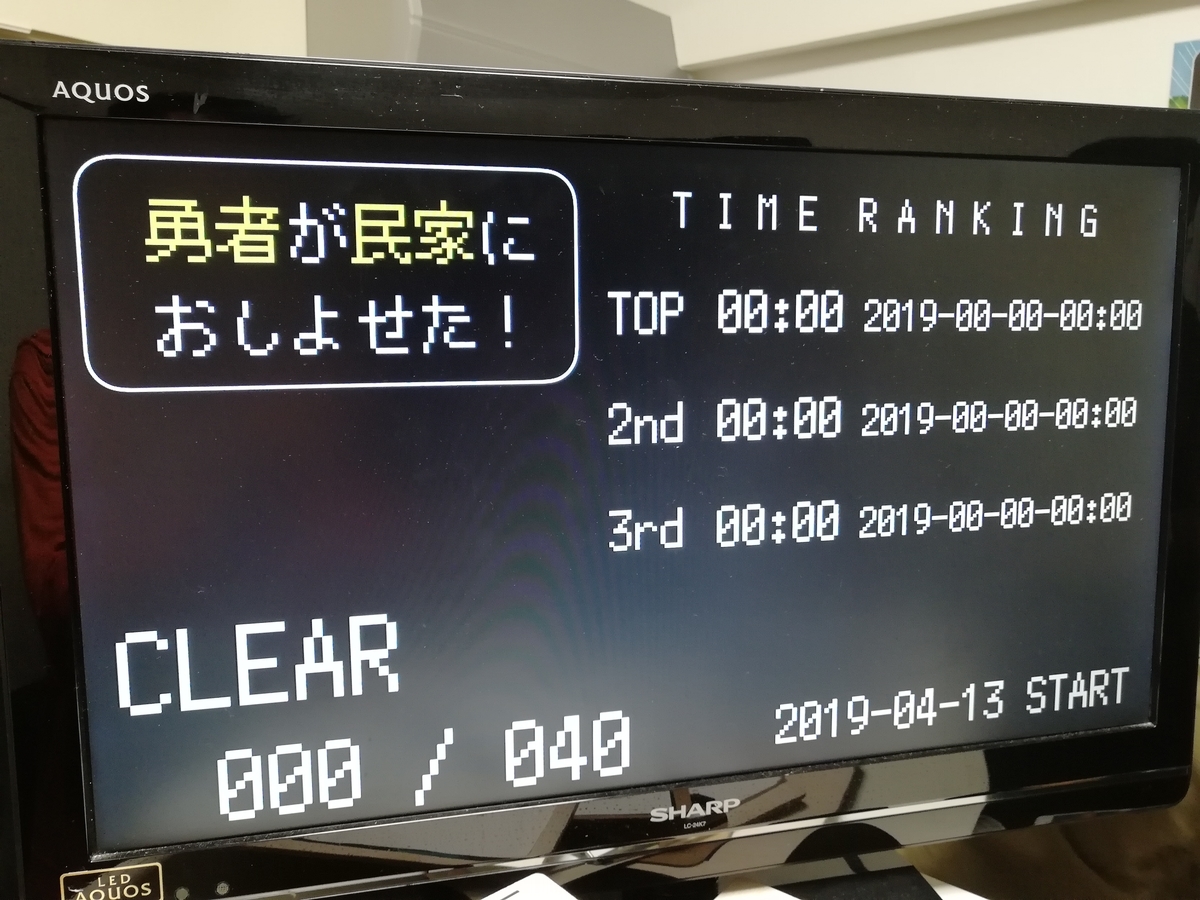 AQUOS
勇者が民家に
おしよせた！
TIME RANKING
TOP 00:00 2019-00-00-00:00
2nd 00:00 2019-00-00-00:00
3rd 00:00 2019-00-00-00:00
CLEAR
000 / 040
2019-04-13 START
SHARP
LC-24K7
LED
AQUOS